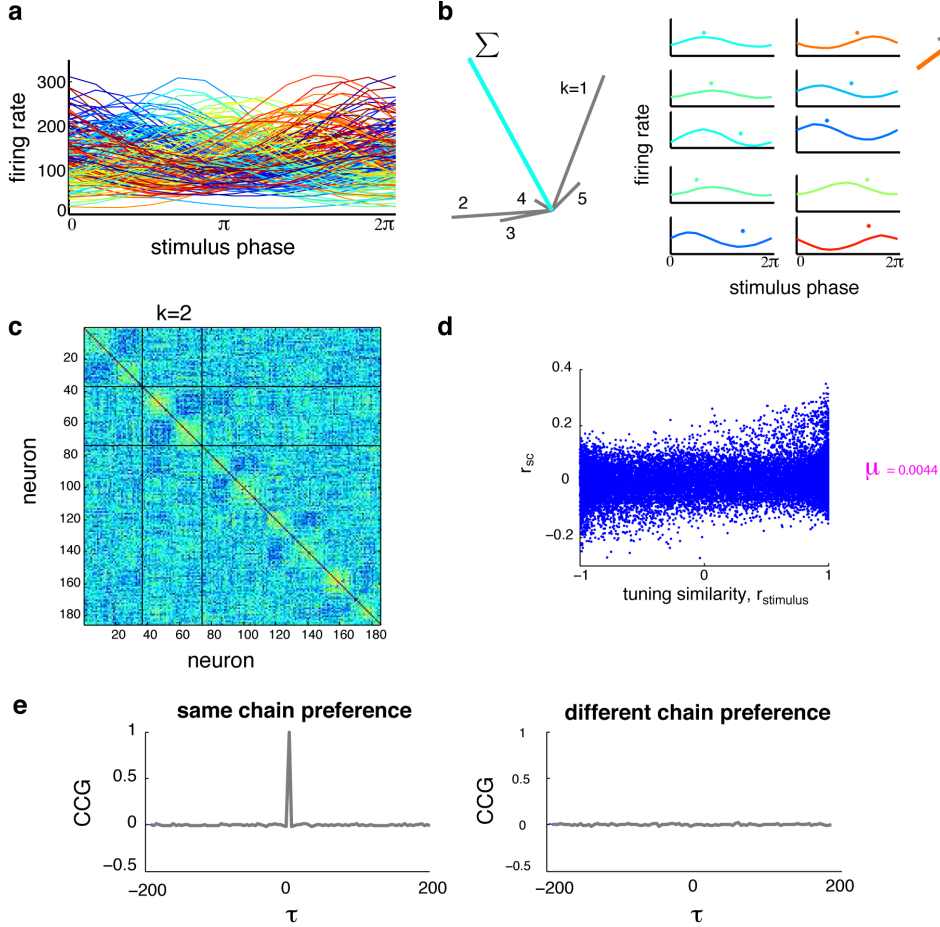 a
firing rate
300
200
100
0
0 π 2π
stimulus phase
b
Σ
k=1
2
3
4
5
firing rate
0 2π 0 2π
stimulus phase
c
k=2
neuron
20
40
60
80
100
120
140
160
180
20 40 60 80 100 120 140 160 180
neuron
d
r_sc
0.4
0.2
0
−0.2
−1 0 1
tuning similarity, r_stimulus
μ = 0.0044
e
same chain preference
CCG
1
0.5
0
−0.5
−200 0 200
τ
different chain preference
CCG
1
0.5
0
−0.5
−200 0 200
τ